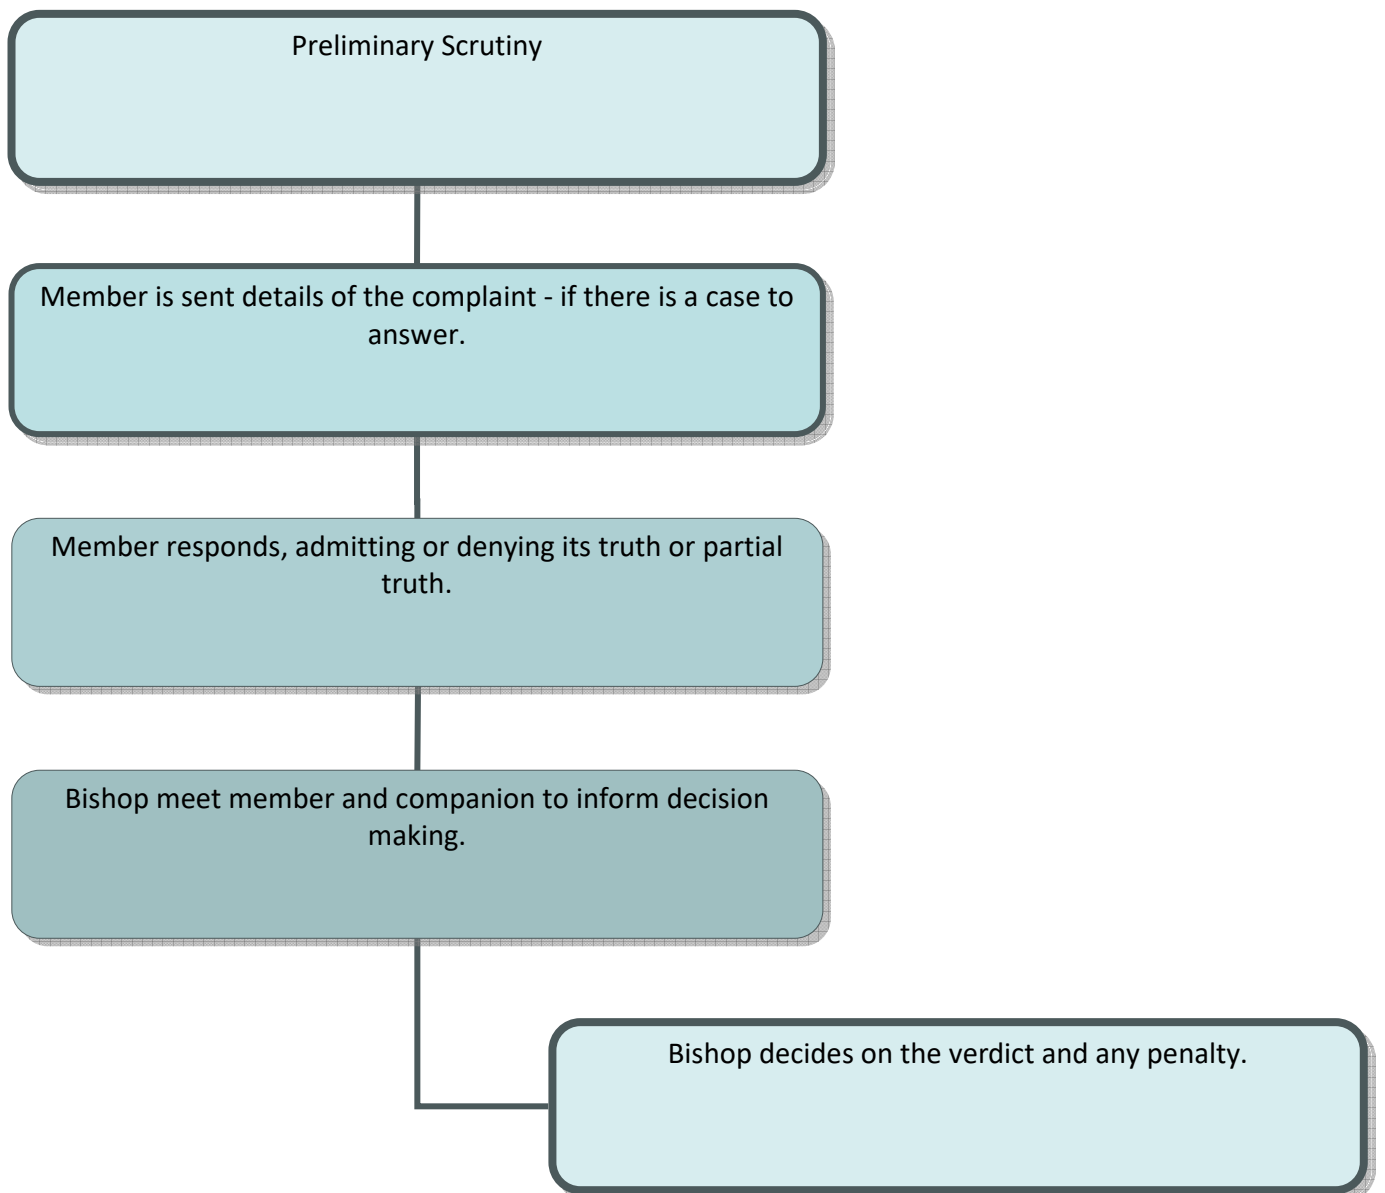 Preliminary Scrutiny
Member is sent details of the complaint - if there is a case to
answer.
Member responds, admitting or denying its truth or partial
truth.
Bishop meet member and companion to inform decision
making.
Bishop decides on the verdict and any penalty.